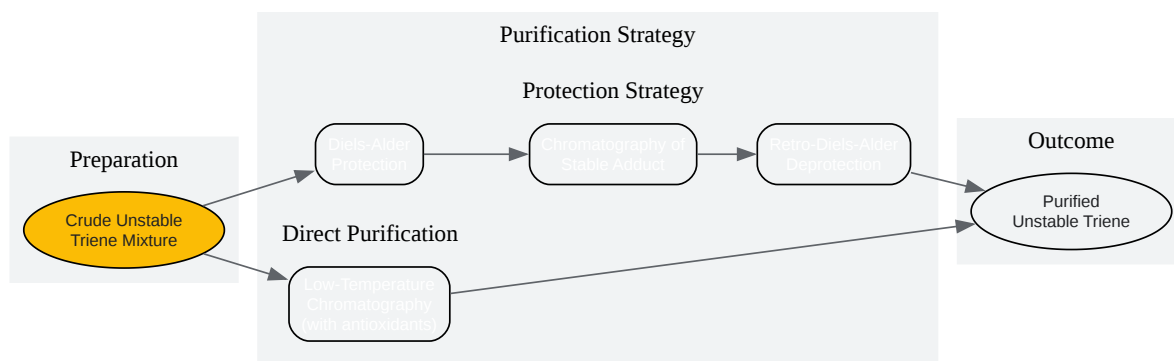 Purification Strategy
Protection Strategy
Preparation
Outcome
Diels-Alder
Protection
Chromatography of
Stable Adduct
Retro-Diels-Alder
Deprotection
Crude Unstable
Triene Mixture
Purified
Unstable Triene
Direct Purification
Low-Temperature
Chromatography
(with antioxidants)